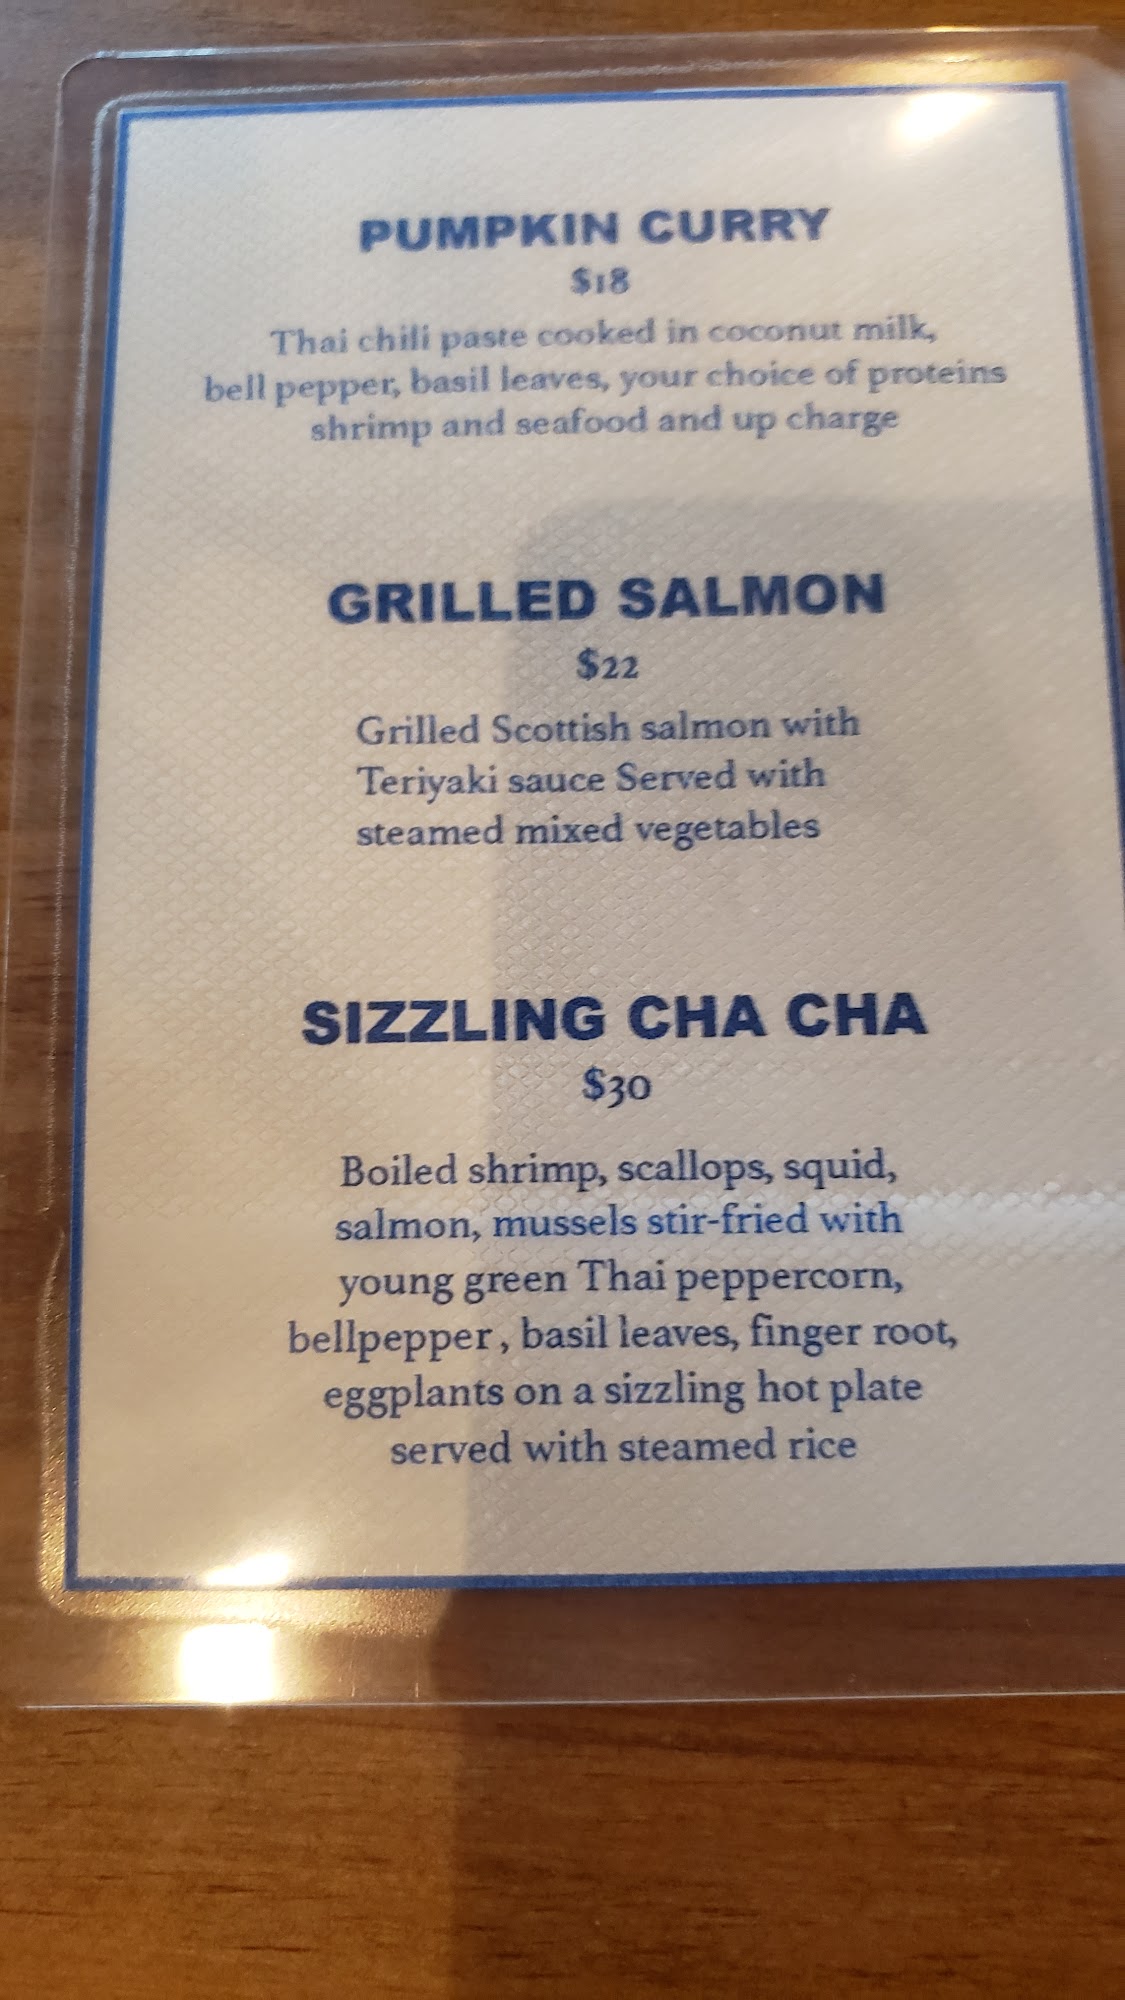 PUMPKIN CURRY
$18
Thai chili paste cooked in coconut milk,
bell pepper, basil leaves, your choice of proteins
shrimp and seafood and up charge
GRILLED SALMON
$22
Grilled Scottish salmon with
Teriyaki sauce Served with
steamed mixed vegetables
SIZZLING CHA CHA
$30
Boiled shrimp, scallops, squid,
salmon, mussels stir-fried with
young green Thai peppercorn,
bellpepper, basil leaves, finger root,
eggplants on a sizzling hot plate
served with steamed rice